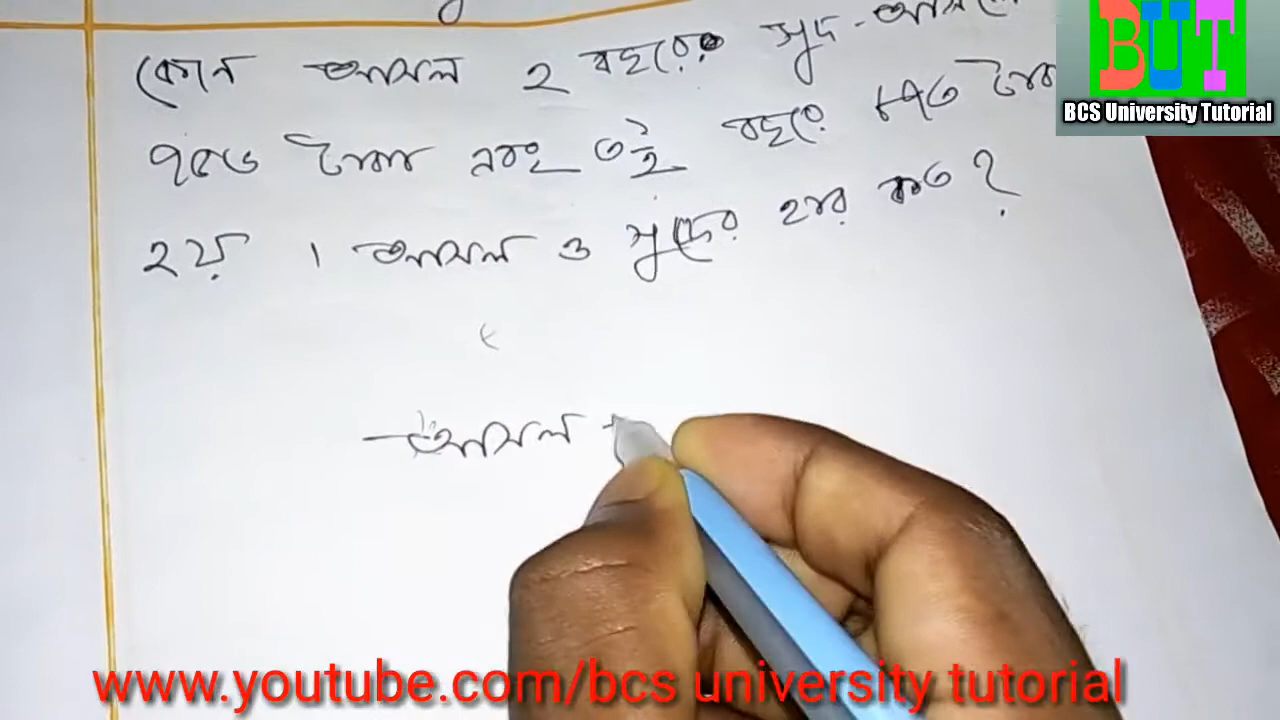 BUT
BCS University Tutorial
কোন আসল ২ বছরের সুদ-আসলে
৭৫৬ টাকা এবং ৩ ১/২ বছরে ৮৭৩ টাকা
হয় । আসল ও সুদের হার কত ?
আসল
www.youtube.com/bcs university tutorial